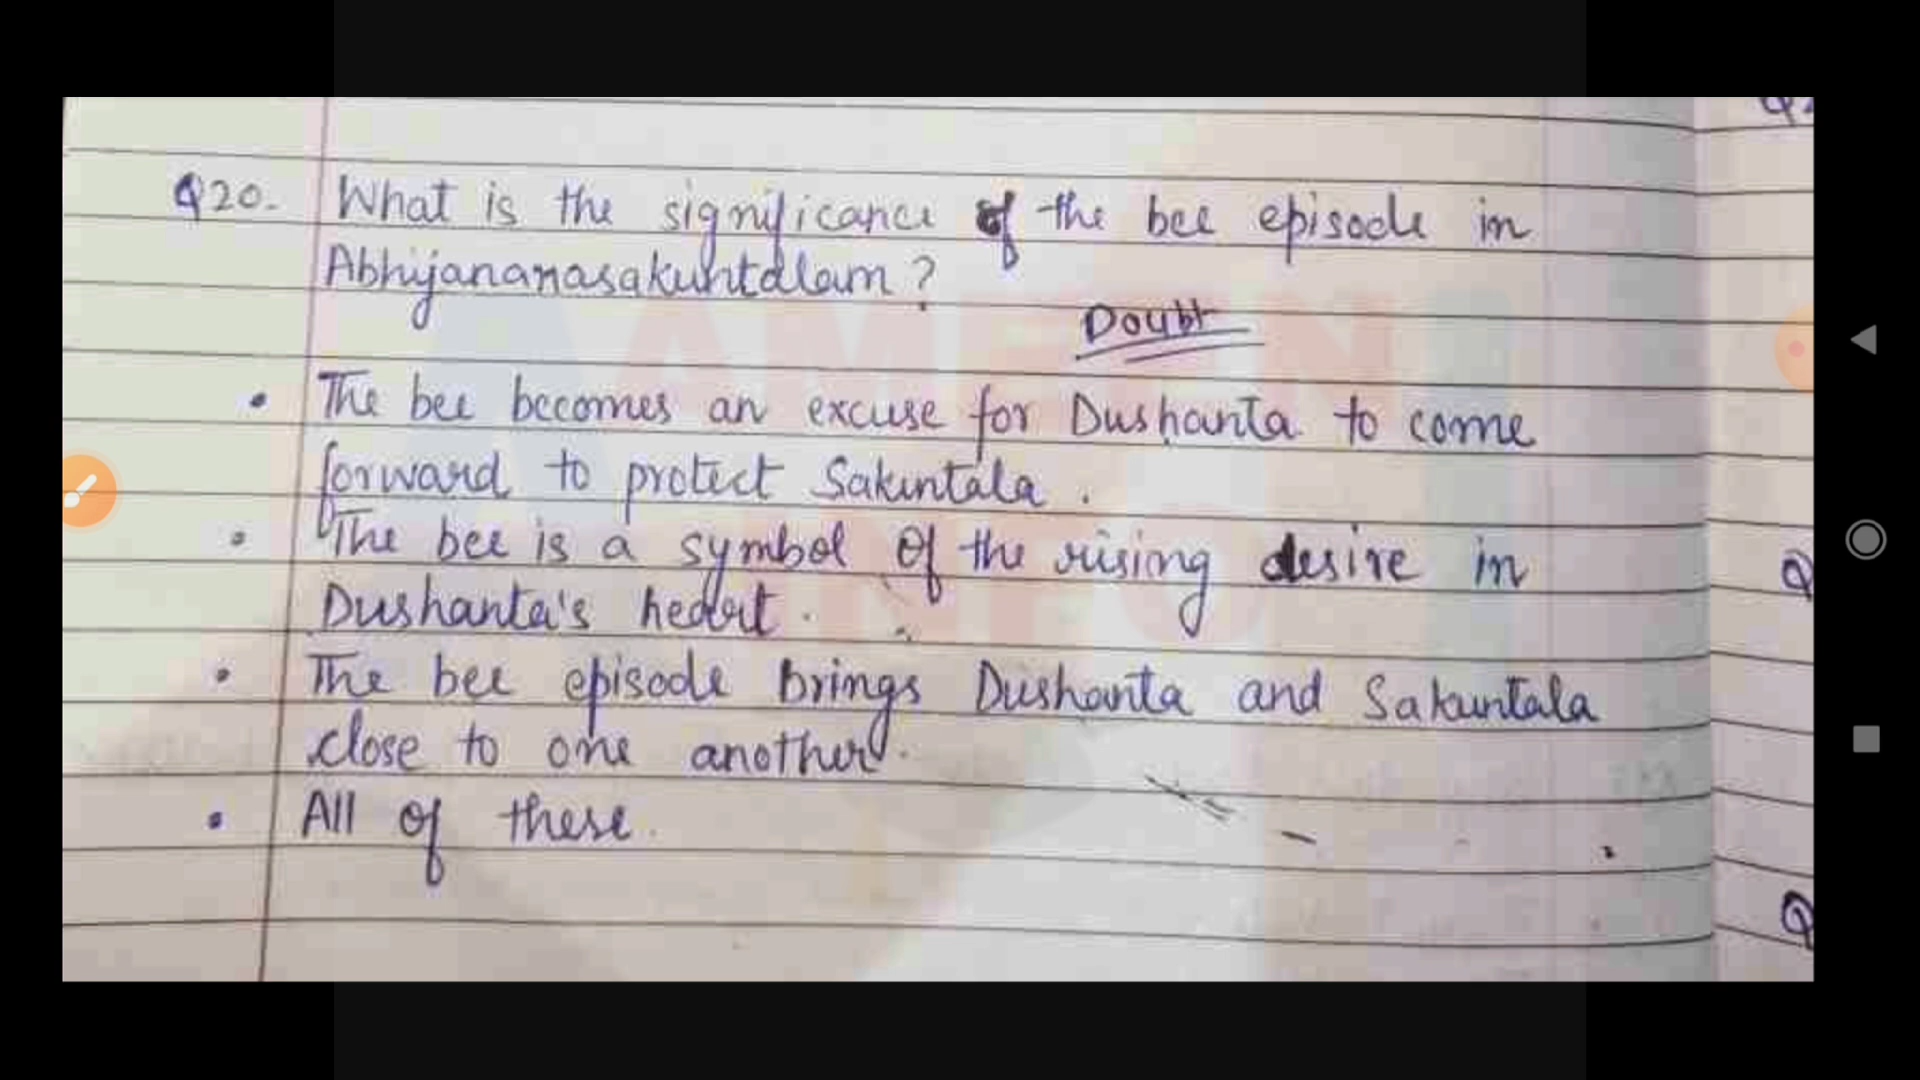 Q20. What is the significance of the bee episode in
Abhijananasakuntalam?
Doubt
• The bee becomes an excuse for Dushanta to come
forward to protect Sakuntala.
• The bee is a symbol of the rising desire in
Dushanta's heart.
• The bee episode brings Dushanta and Sakuntala
close to one another.
• All of these.
Q
Q